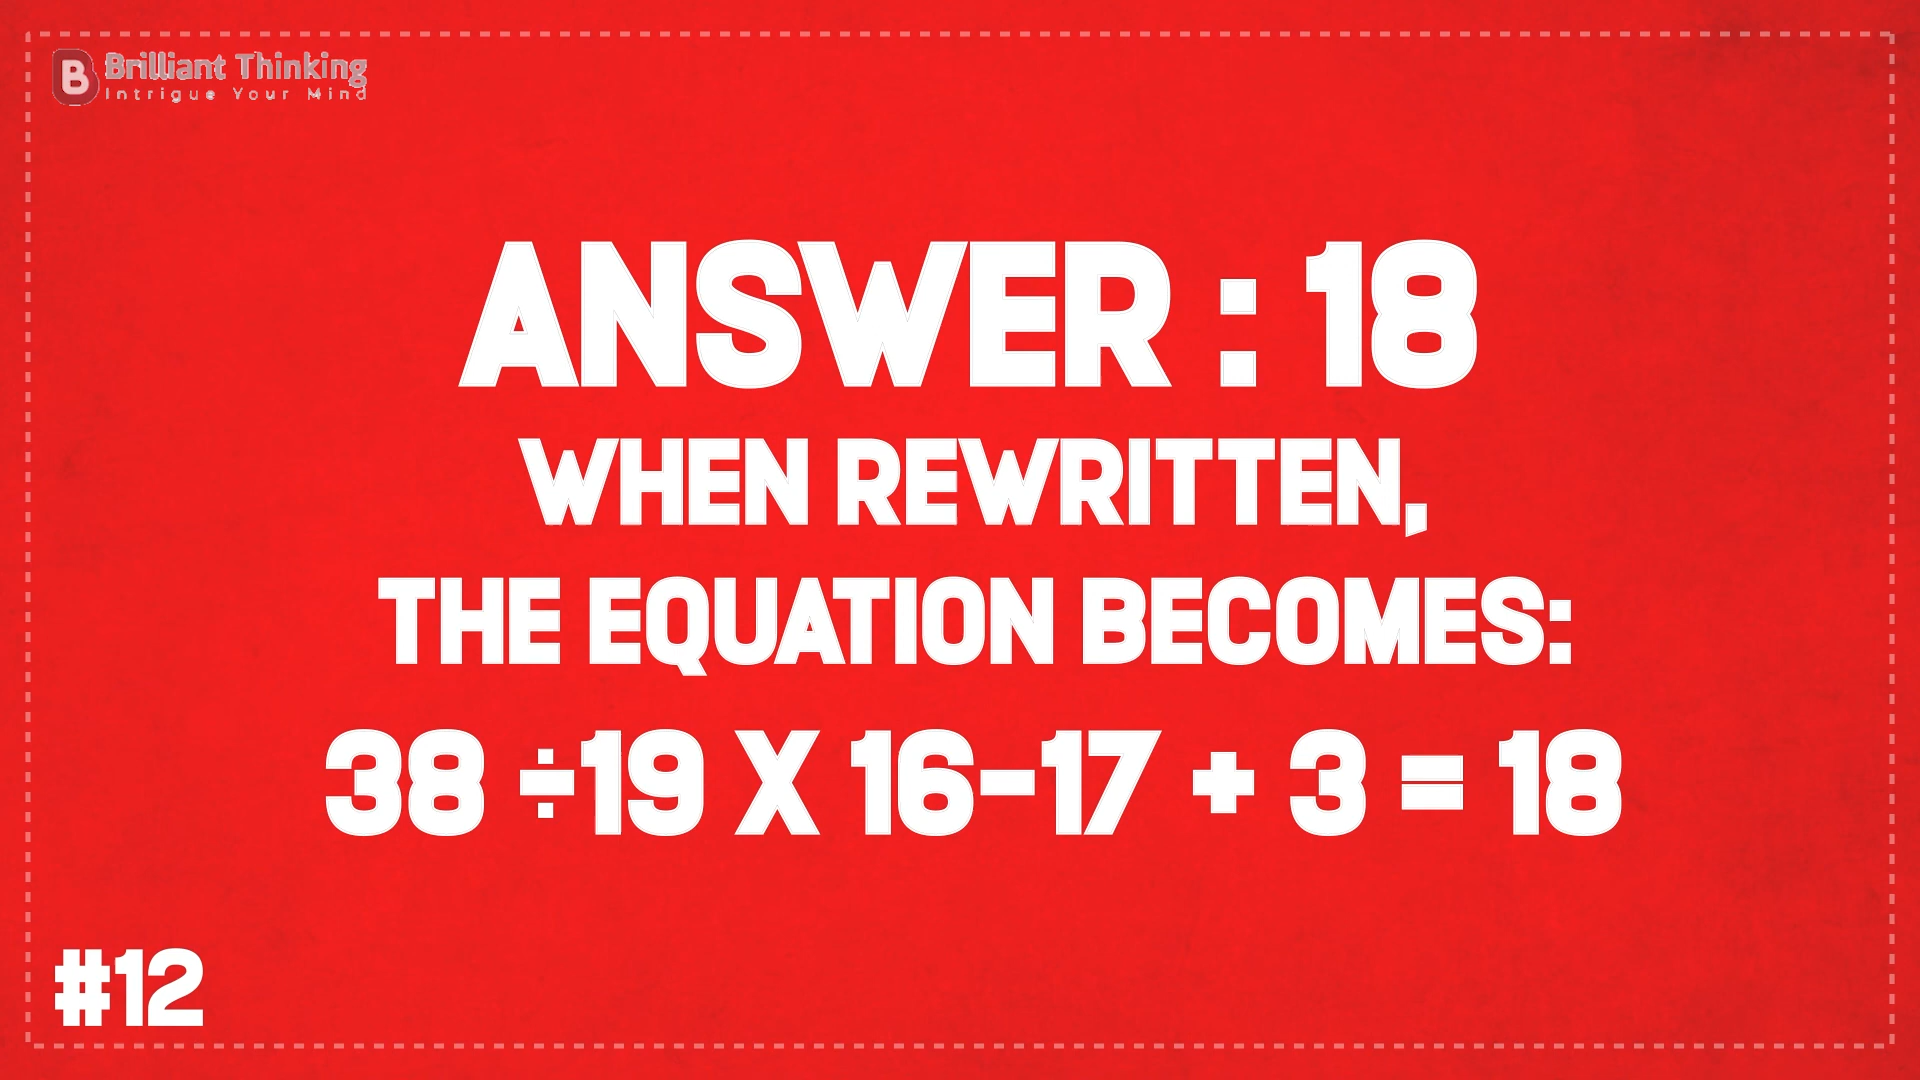 Brilliant Thinking
Intrigue Your Mind
ANSWER : 18
WHEN REWRITTEN,
THE EQUATION BECOMES:
38 ÷19 X 16-17 + 3 = 18
#12